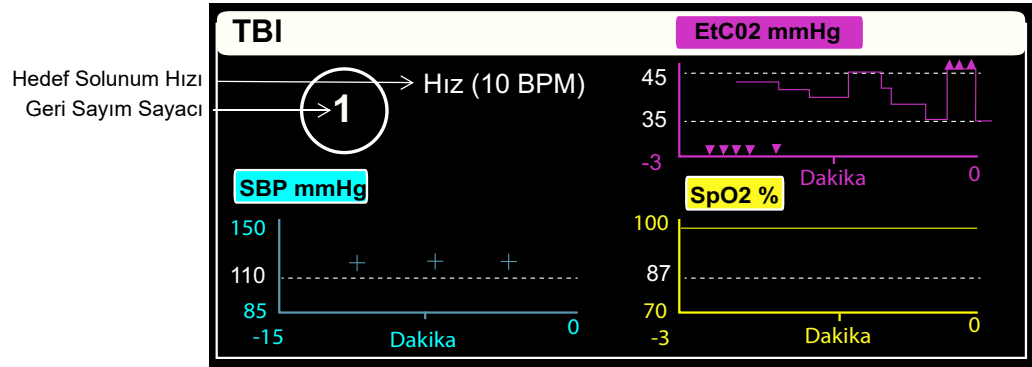 TBI
EtC02 mmHg
Hedef Solunum Hızı
Hız (10 BPM)
Geri Sayım Sayacı
1
45
35
-3
Dakika
0
SBP mmHg
150
110
85
-15
Dakika
0
SpO2 %
100
87
70
-3
Dakika
0